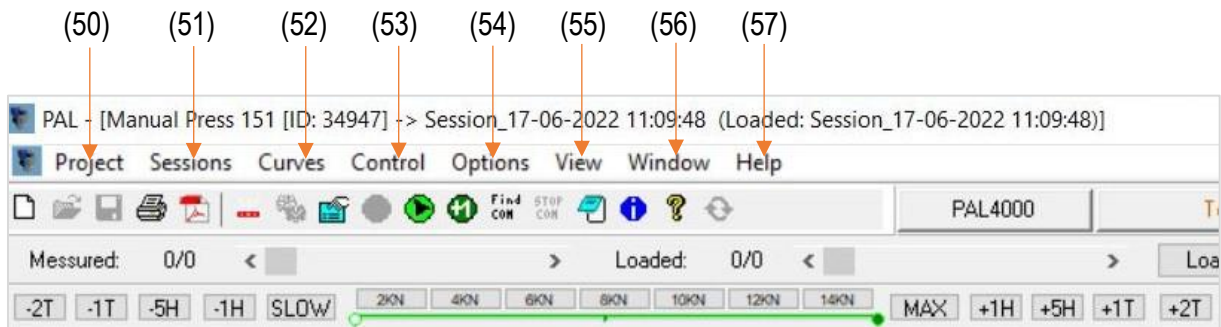 (50) (51) (52) (53) (54) (55) (56) (57)
PAL - [Manual Press 151 [ID: 34947] -> Session_17-06-2022 11:09:48 (Loaded: Session_17-06-2022 11:09:48)]
Project Sessions Curves Control Options View Window Help
+1 Find COM STOP COM i ? PAL4000
Messured: 0/0 < > Loaded: 0/0 < > Loa
-2T -1T -5H -1H SLOW 2KN 4KN 6KN 8KN 10KN 12KN 14KN MAX +1H +5H +1T +2T